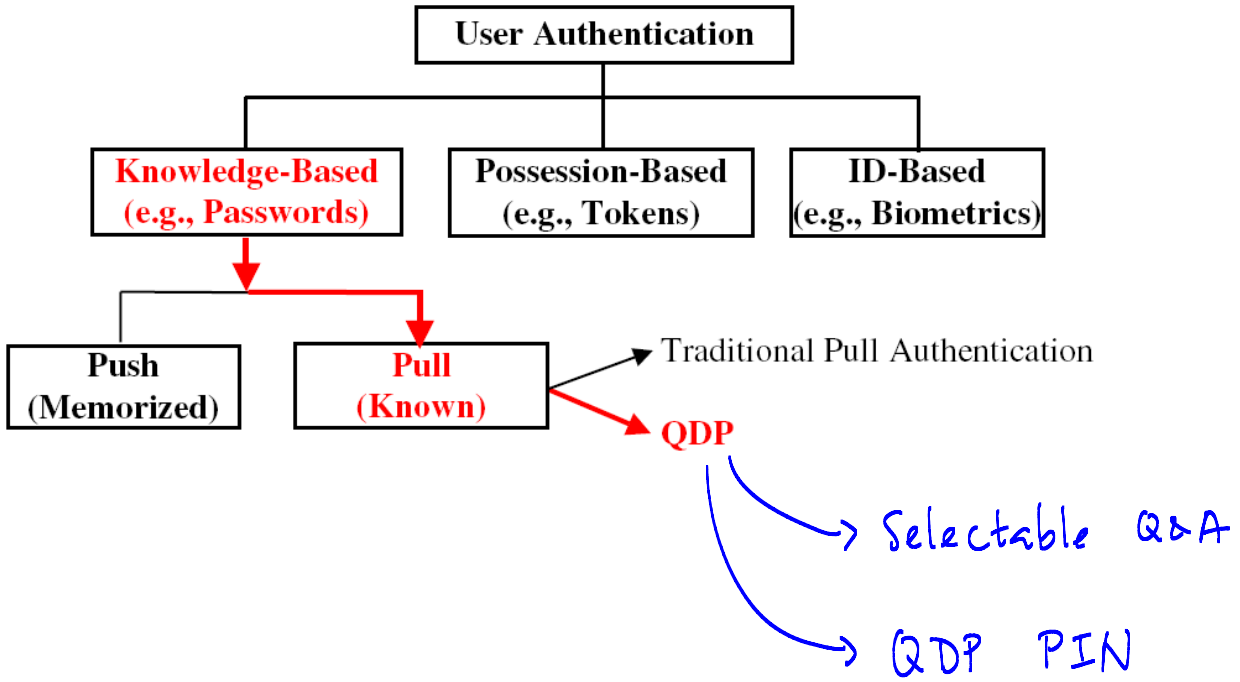 User Authentication
Knowledge-Based
(e.g., Passwords)
Possession-Based
(e.g., Tokens)
ID-Based
(e.g., Biometrics)
Push
(Memorized)
Pull
(Known)
Traditional Pull Authentication
QDP
Selectable Q&A
QDP PIN